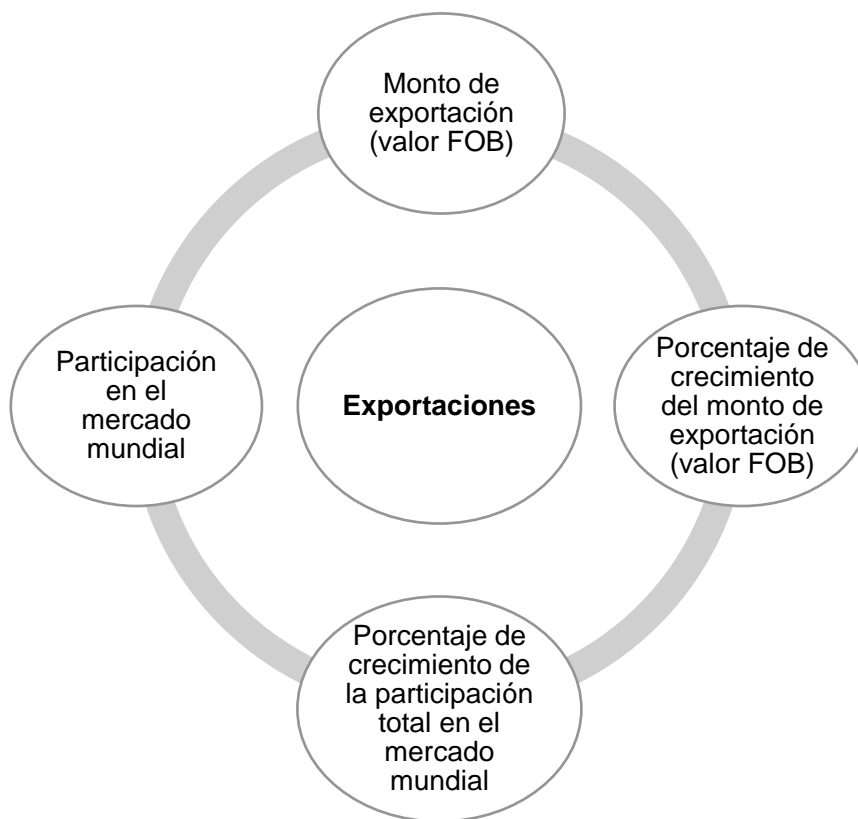 Monto de
exportación
(valor FOB)
Participación
en el
mercado
mundial
Exportaciones
Porcentaje de
crecimiento
del monto de
exportación
(valor FOB)
Porcentaje de
crecimiento de
la participación
total en el
mercado
mundial